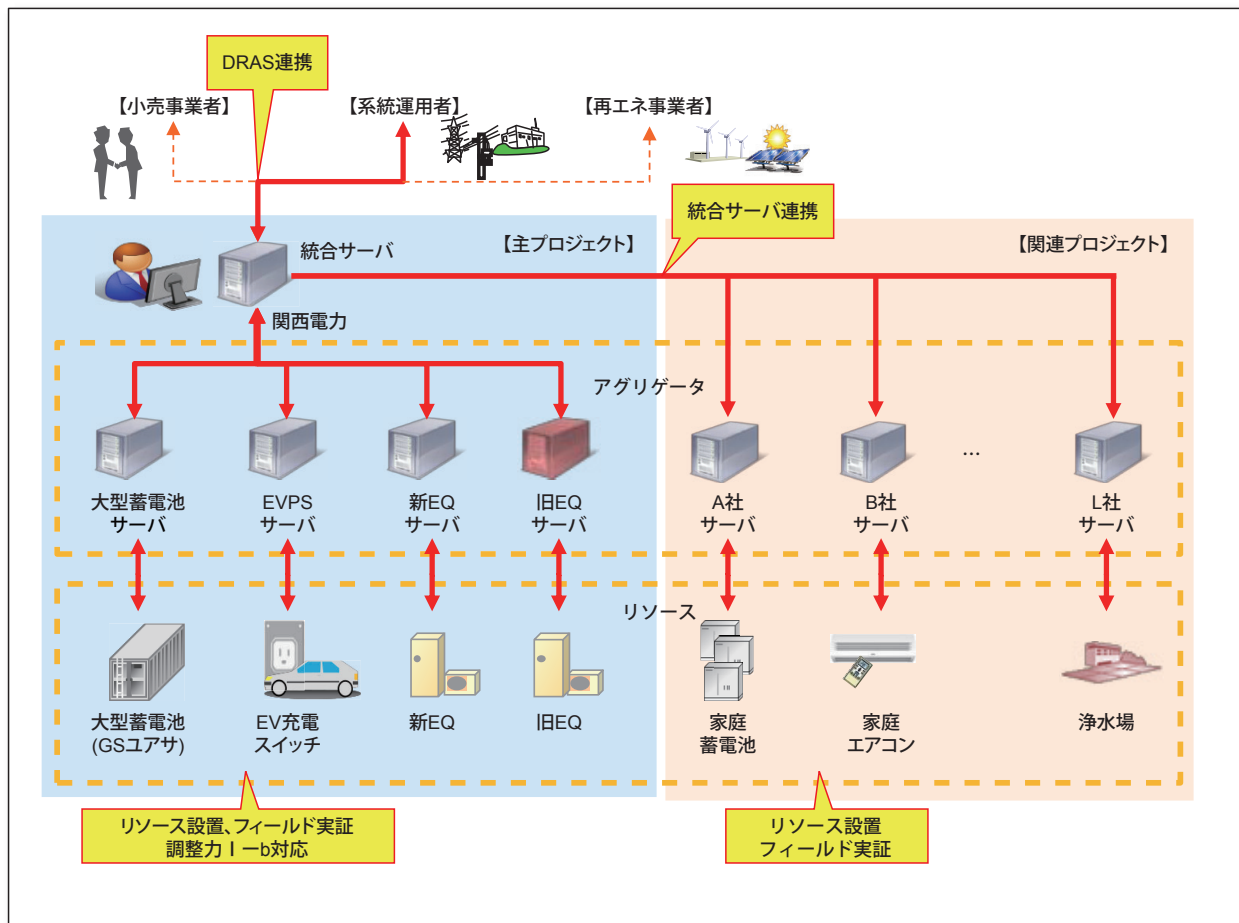 DRAS連携
【小売事業者】
【系統運用者】
【再エネ事業者】
統合サーバ連携
統合サーバ
【主プロジェクト】
【関連プロジェクト】
関西電力
アグリゲータ
大型蓄電池
サーバ
EVPS
サーバ
新EQ
サーバ
旧EQ
サーバ
A社
サーバ
B社
サーバ
…
L社
サーバ
リソース
大型蓄電池
(GSユアサ)
EV充電
スイッチ
新EQ
旧EQ
家庭
蓄電池
家庭
エアコン
浄水場
リソース設置、フィールド実証
調整力Ⅰ－b対応
リソース設置
フィールド実証